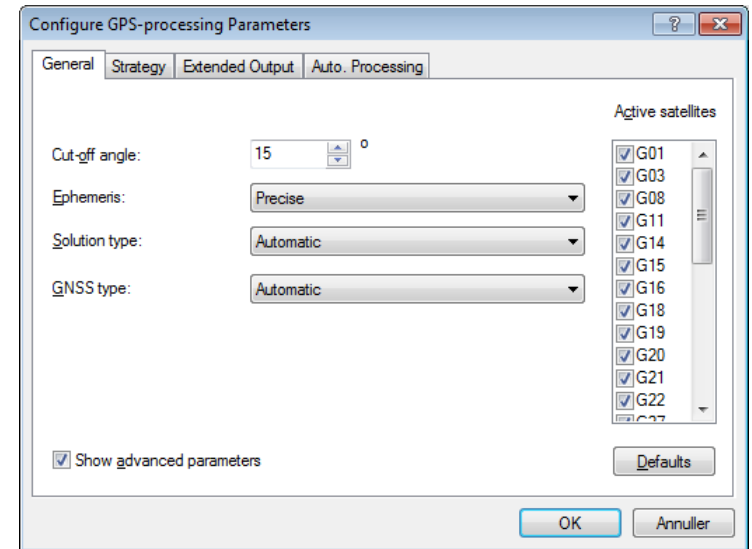 Configure GPS-processing Parameters
General Strategy Extended Output Auto. Processing
Active satellites
Cut-off angle: 15 °
Ephemeris: Precise
Solution type: Automatic
GNSS type: Automatic
G01
G03
G08
G11
G14
G15
G16
G18
G19
G20
G21
G22
G27
Show advanced parameters
Defaults
OK Annuller